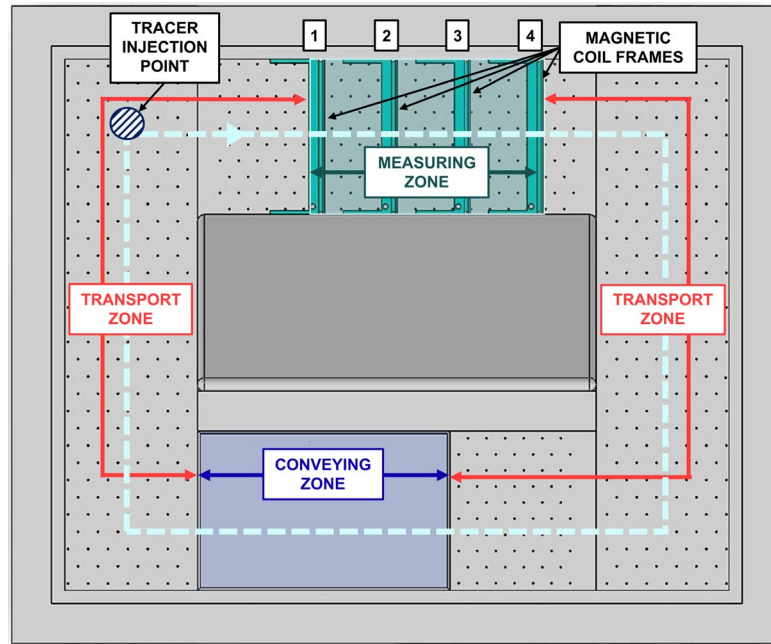 TRACER
INJECTION
POINT
1
2
3
4
MAGNETIC
COIL FRAMES
MEASURING
ZONE
TRANSPORT
ZONE
TRANSPORT
ZONE
CONVEYING
ZONE